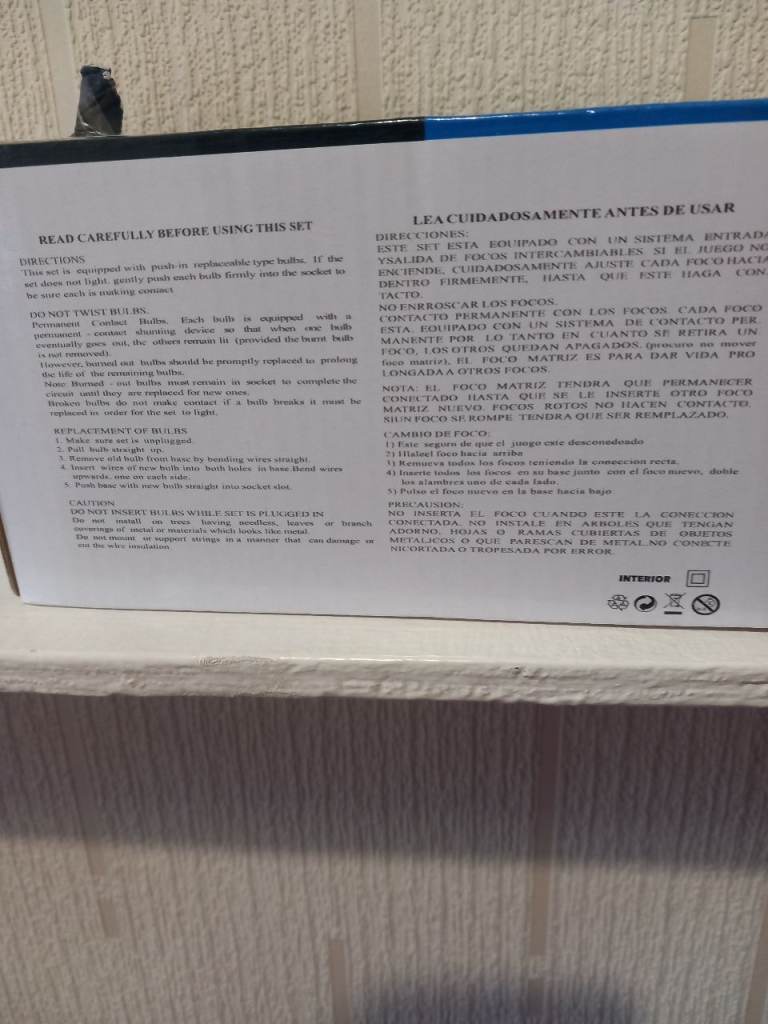 READ CAREFULLY BEFORE USING THIS SET
DIRECTIONS
This set is equipped with push-in replaceable type bulbs. If the
set does not light, gently push each bulb firmly into the socket to
be sure each is making contact
DO NOT TWIST BULBS.
Permanent Contact Bulbs. Each bulb is equipped with a
permanent - contact shunting device so that when one bulb
eventually goes out, the others remain lit (provided the burnt bulb
is not removed).
However, burned out bulbs should be promptly replaced to prolong
the life of the remaining bulbs.
Note Burned - out bulbs must remain in socket to complete the
circuit until they are replaced for new ones.
Broken bulbs do not make contact if a bulb breaks it must be
replaced in order for the set to light.
REPLACEMENT OF BULBS
1. Make sure set is unplugged.
2. Pull bulb straight up.
3. Remove old bulb from base by bending wires straight.
4. Insert wires of new bulb into both holes in base.Bend wires
upwards, one on each side.
5. Push base with new bulb straight into socket slot.
CAUTION
DO NOT INSERT BULBS WHILE SET IS PLUGGED IN
Do not install on trees having needless, leaves or branch
coverings of metal or materials which looks like metal.
Do not mount or support strings in a manner that can damage or
cut the wire insulation
LEA CUIDADOSAMENTE ANTES DE USAR
DIRECCIONES:
ESTE SET ESTA EQUIPADO CON UN SISTEMA ENTRADA
YSALIDA DE FOCOS INTERCAMBIABLES SI EL JUEGO NO
ENCIENDE, CUIDADOSAMENTE AJUSTE CADA FOCO HACIA
DENTRO FIRMEMENTE, HASTA QUE ESTE HAGA CON
TACTO.
NO ENRROSCAR LOS FOCOS.
CONTACTO PERMANENTE CON LOS FOCOS. CADA FOCO
ESTA, EQUIPADO CON UN SISTEMA DE CONTACTO PER.
MANENTE POR LO TANTO EN CUANTO SE RETIRA UN
FOCO, LOS OTROS QUEDAN APAGADOS. (procuro no mover
foco matriz), EL FOCO MATRIZ ES PARA DAR VIDA PRO
LONGADA A OTROS FOCOS.
NOTA: EL FOCO MATRIZ TENDRA QUE PERMANECER
CONECTADO HASTA QUE SE LE INSERTE OTRO FOCO
MATRIZ NUEVO. FOCOS ROTOS NO HACEN CONTACTO,
SIUN FOCO SE ROMPE TENDRA QUE SER REMPLAZADO.
CAMBIO DE FOCO:
1) Este seguro de que el juogo este desconedoado
2) Hlaleel foco hacia arriba
3) Remueva todos los focos teniendo la coneccion recta.
4) Inserte todos los focos en su base junto con el foco nuevo, doble
los alambres uno de cada lado.
5) Pulso el foco nuevo en la base hacia bajo
PRECAUSION:
NO INSERTA EL FOCO CUANDO ESTE LA CONECCION
CONECTADA. NO INSTALE EN ARBOLES QUE TENGAN
ADORNO, HOJAS O RAMAS CUBIERTAS DE OBJETOS
METALICOS O QUE PARESCAN DE METAL.NO CONECTE
NICORTADA O TROPESADA POR ERROR.
INTERIOR